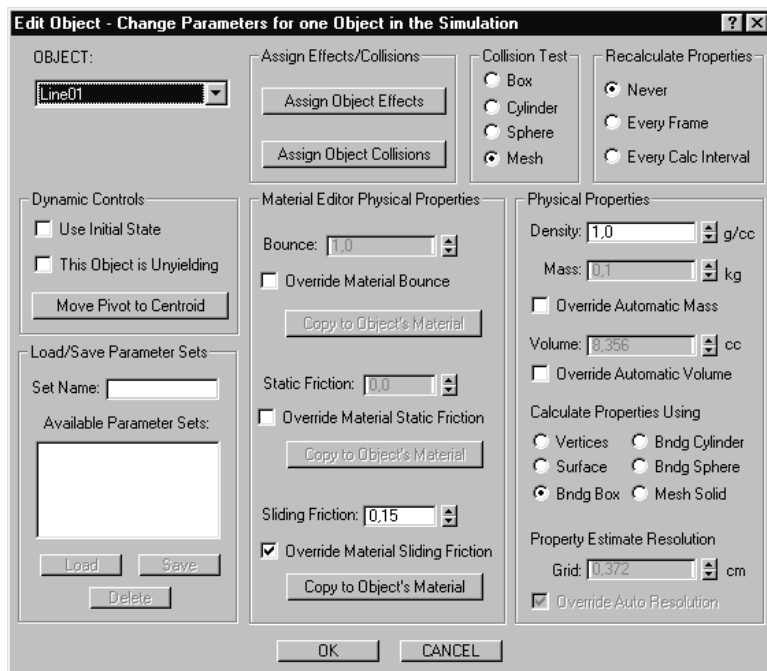 Edit Object - Change Parameters for one Object in the Simulation
OBJECT:
Line01
Assign Effects/Collisions
Assign Object Effects
Assign Object Collisions
Collision Test
Box
Cylinder
Sphere
Mesh
Recalculate Properties
Never
Every Frame
Every Calc Interval
Dynamic Controls
Use Initial State
This Object is Unyielding
Move Pivot to Centroid
Load/Save Parameter Sets
Set Name:
Available Parameter Sets:
Load Save
Delete
Material Editor Physical Properties
Bounce: 1,0
Override Material Bounce
Copy to Object's Material
Static Friction: 0,0
Override Material Static Friction
Copy to Object's Material
Sliding Friction: 0,15
Override Material Sliding Friction
Copy to Object's Material
Physical Properties
Density: 1,0 g/cc
Mass: 0,1 kg
Override Automatic Mass
Volume: 8,356 cc
Override Automatic Volume
Calculate Properties Using
Vertices Bndg Cylinder
Surface Bndg Sphere
Bndg Box Mesh Solid
Property Estimate Resolution
Grid: 0,372 cm
Override Auto Resolution
OK CANCEL